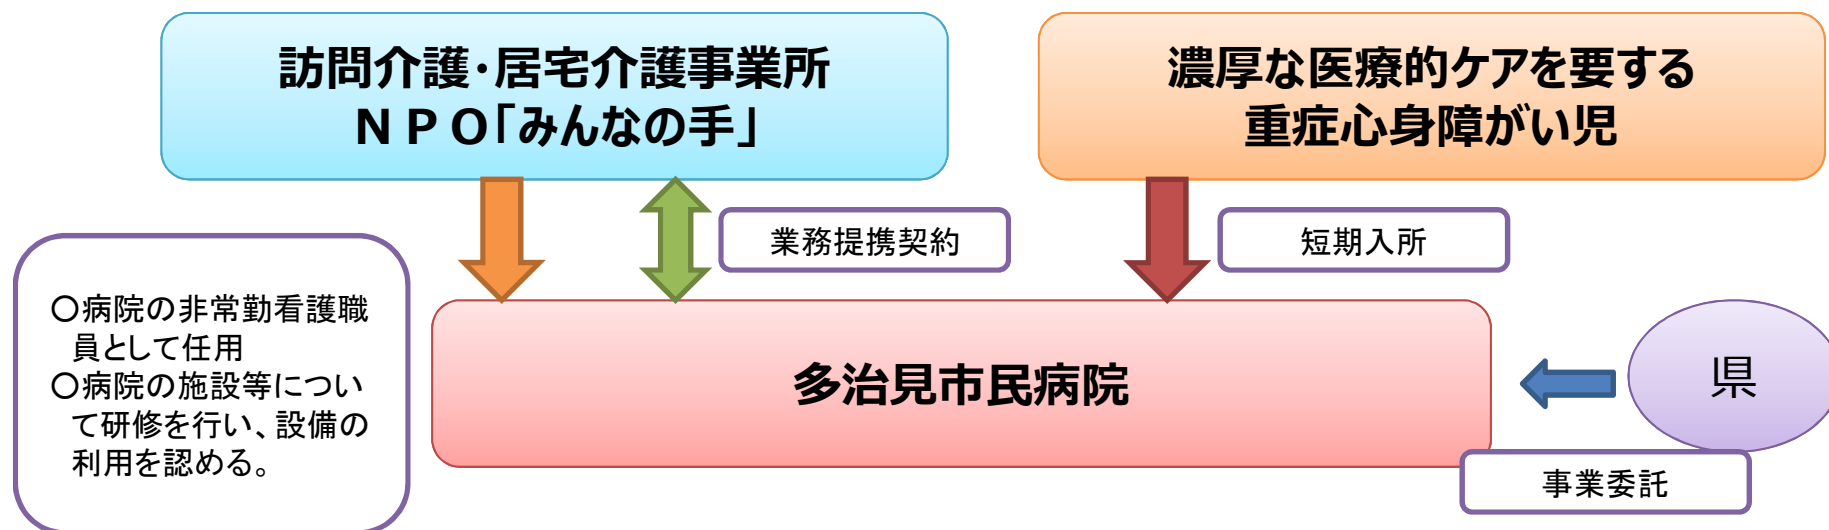 訪問介護・居宅介護事業所
ＮＰＯ「みんなの手」
濃厚な医療的ケアを要する
重症心身障がい児
業務提携契約
短期入所
○病院の非常勤看護職
員として任用
○病院の施設等につい
て研修を行い、設備の
利用を認める。
多治見市民病院
県
事業委託